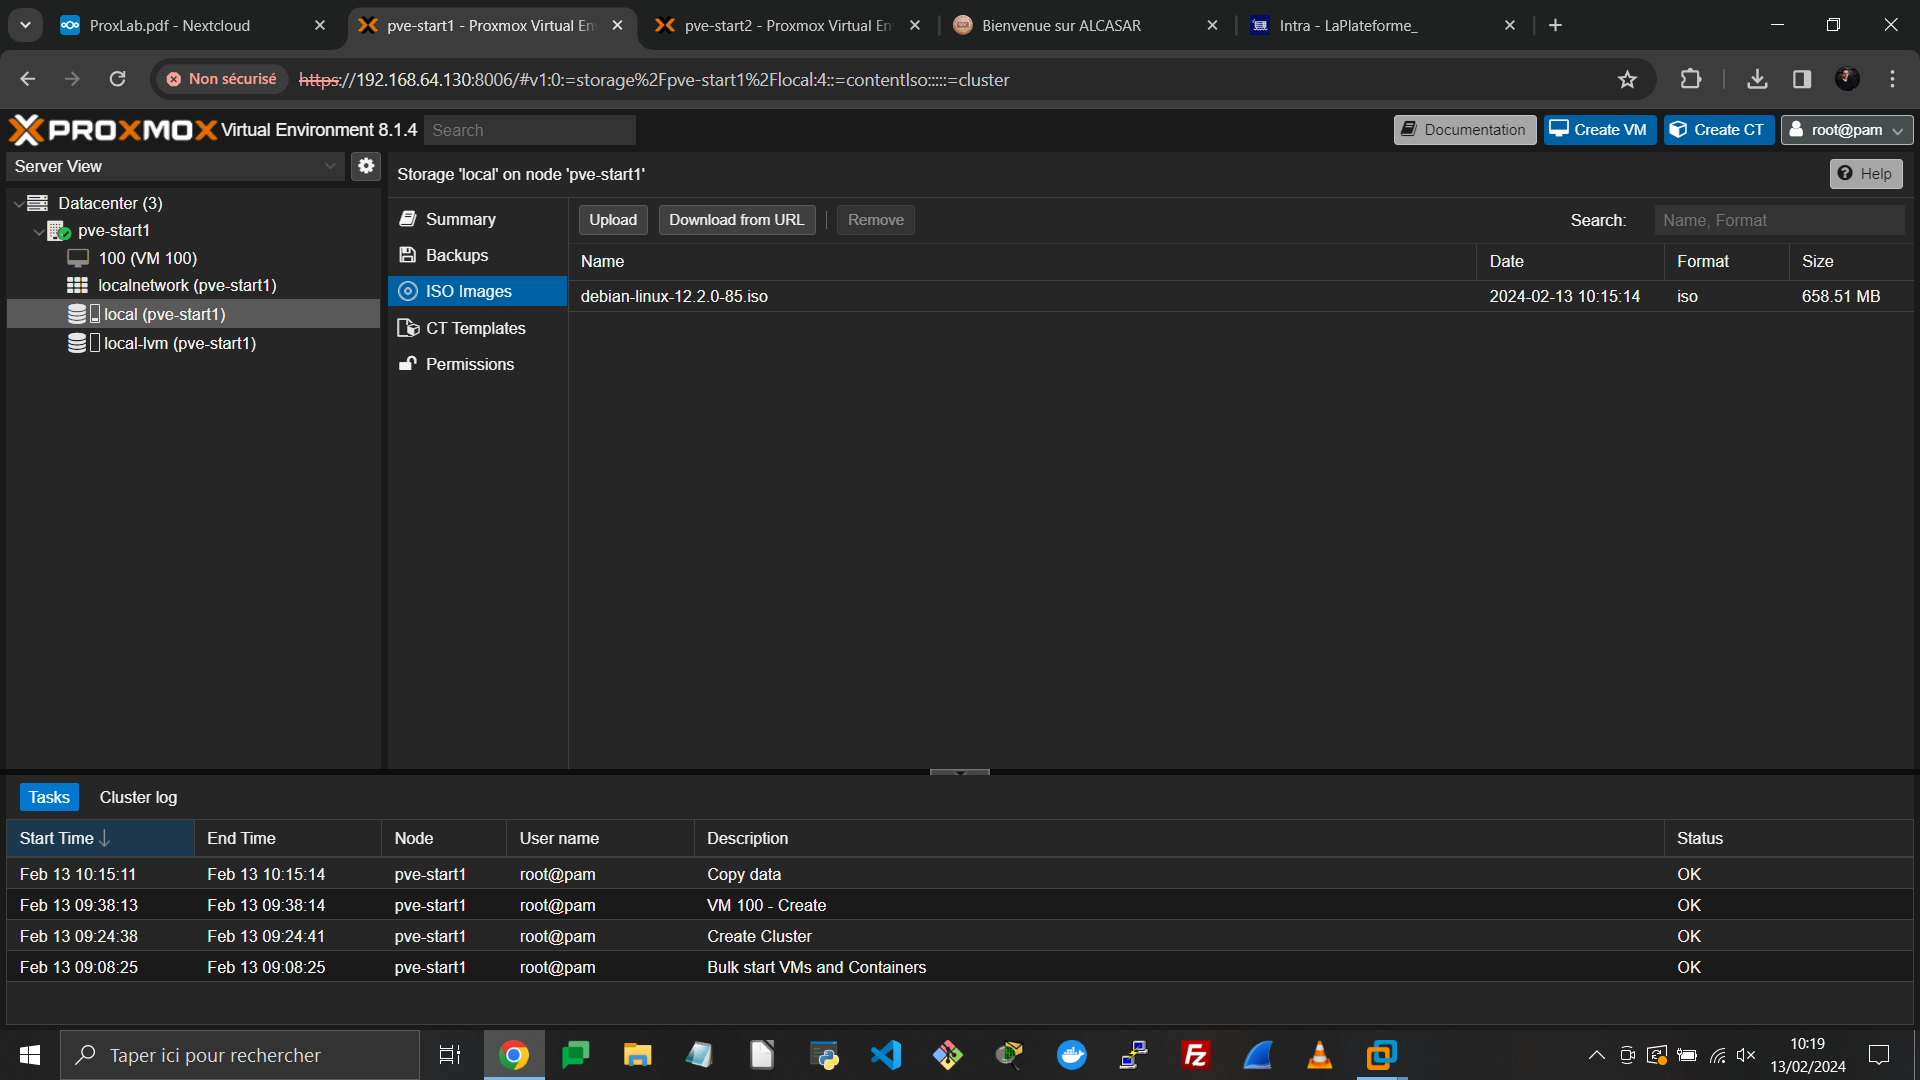 ProxLab.pdf - Nextcloud
pve-start1 - Proxmox Virtual En
pve-start2 - Proxmox Virtual En
Bienvenue sur ALCASAR
Intra - LaPlateforme_
Non sécurisé
https://192.168.64.130:8006/#v1:0:=storage%2Fpve-start1%2Flocal:4::=contentIso:::::=cluster
PROXMOX Virtual Environment 8.1.4
Search
Documentation
Create VM
Create CT
root@pam
Server View
Storage 'local' on node 'pve-start1'
Help
Datacenter (3)
pve-start1
100 (VM 100)
localnetwork (pve-start1)
local (pve-start1)
local-lvm (pve-start1)
Summary
Backups
ISO Images
CT Templates
Permissions
Upload
Download from URL
Remove
Search:
Name, Format
Name Date Format Size
debian-linux-12.2.0-85.iso 2024-02-13 10:15:14 iso 658.51 MB
Tasks
Cluster log
Start Time End Time Node User name Description Status
Feb 13 10:15:11 Feb 13 10:15:14 pve-start1 root@pam Copy data OK
Feb 13 09:38:13 Feb 13 09:38:14 pve-start1 root@pam VM 100 - Create OK
Feb 13 09:24:38 Feb 13 09:24:41 pve-start1 root@pam Create Cluster OK
Feb 13 09:08:25 Feb 13 09:08:25 pve-start1 root@pam Bulk start VMs and Containers OK
Taper ici pour rechercher
10:19
13/02/2024